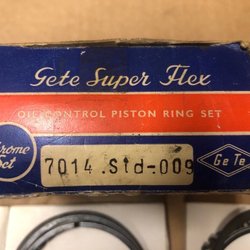 Gete Super Flex
OIL CONTROL PISTON RING SET
Chrome
Set
7014.Std-009
Ge Te